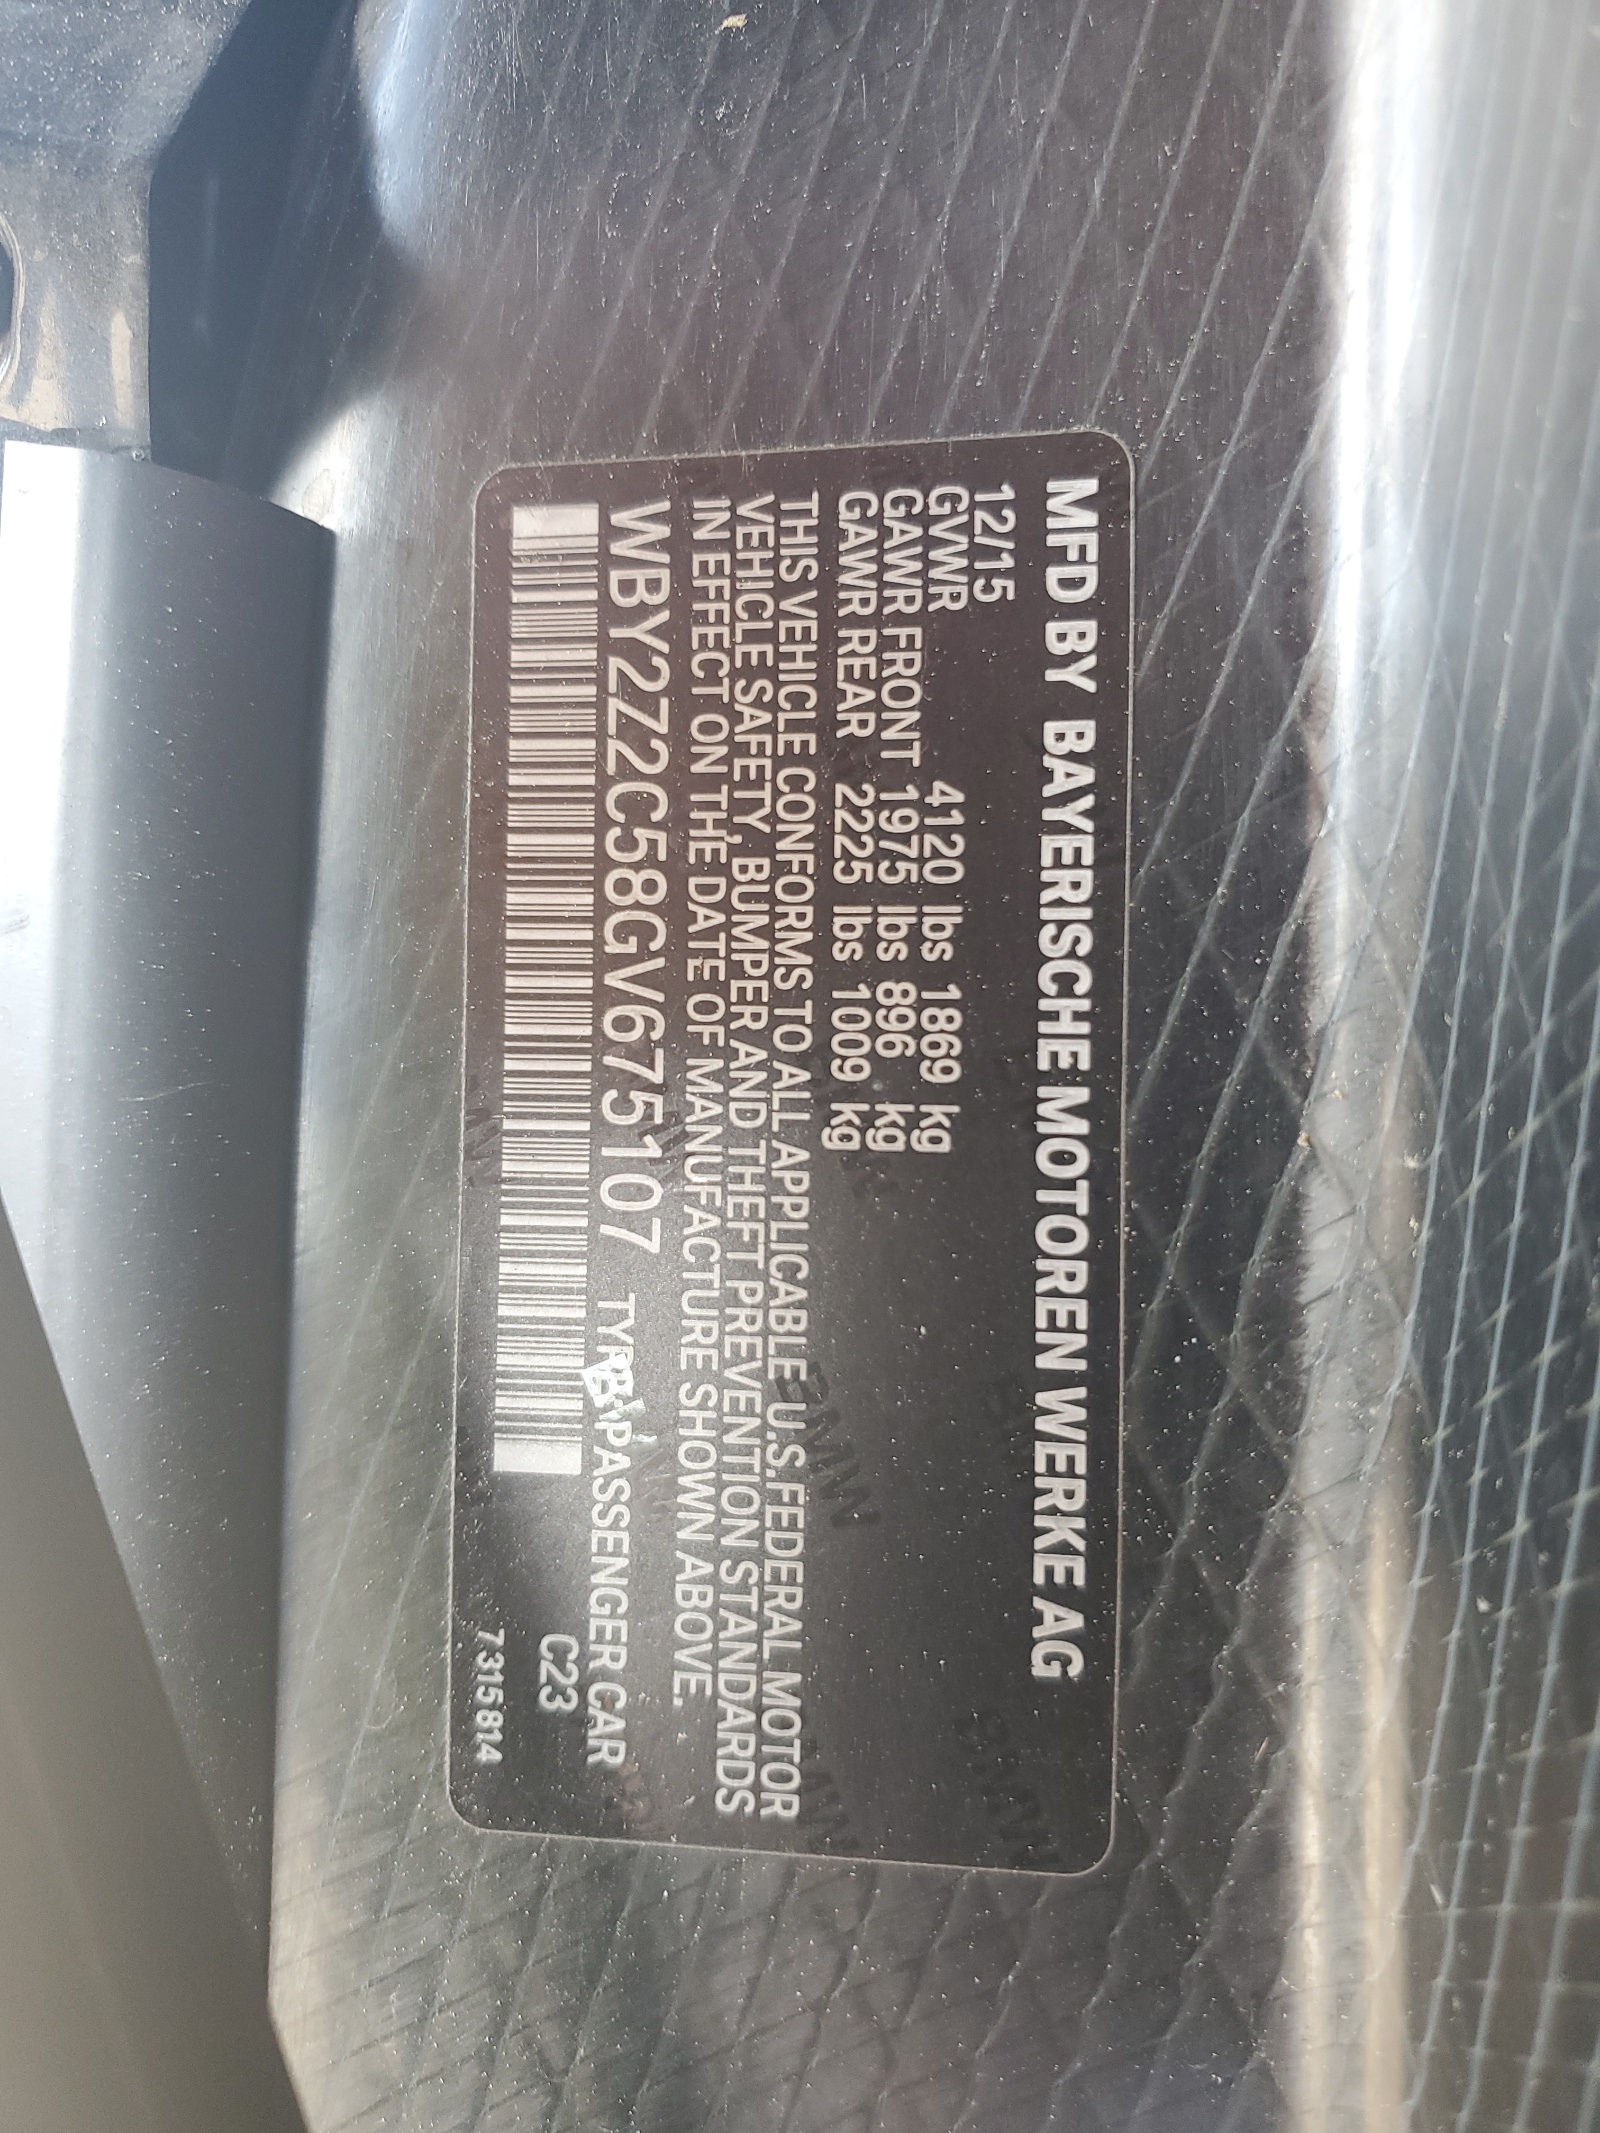 MFD BY BAYERISCHE MOTOREN WERKE AG
12/15
GVWR 4120 lbs 1869 kg
GAWR FRONT 1975 lbs 896 kg
GAWR REAR 2225 lbs 1009 kg
THIS VEHICLE CONFORMS TO ALL APPLICABLE U.S.FEDERAL MOTOR
VEHICLE SAFETY, BUMPER AND THEFT PREVENTION STANDARDS
IN EFFECT ON THE DATE OF MANUFACTURE SHOWN ABOVE.
WBY2Z2C58GV675107 PASSENGER CAR
C23
7315814